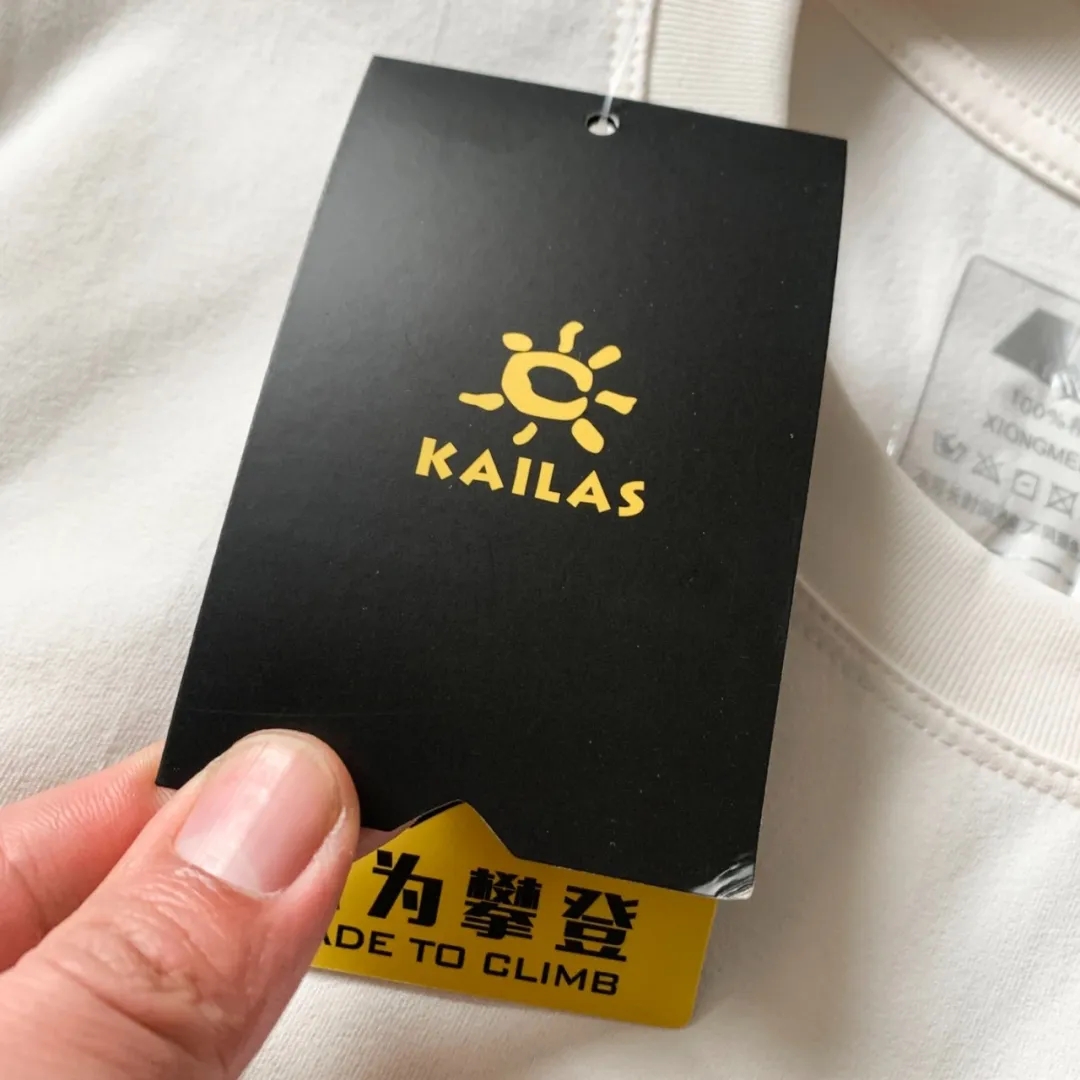 KAILAS
为攀登
ADE TO CLIMB
100%
XIONGME